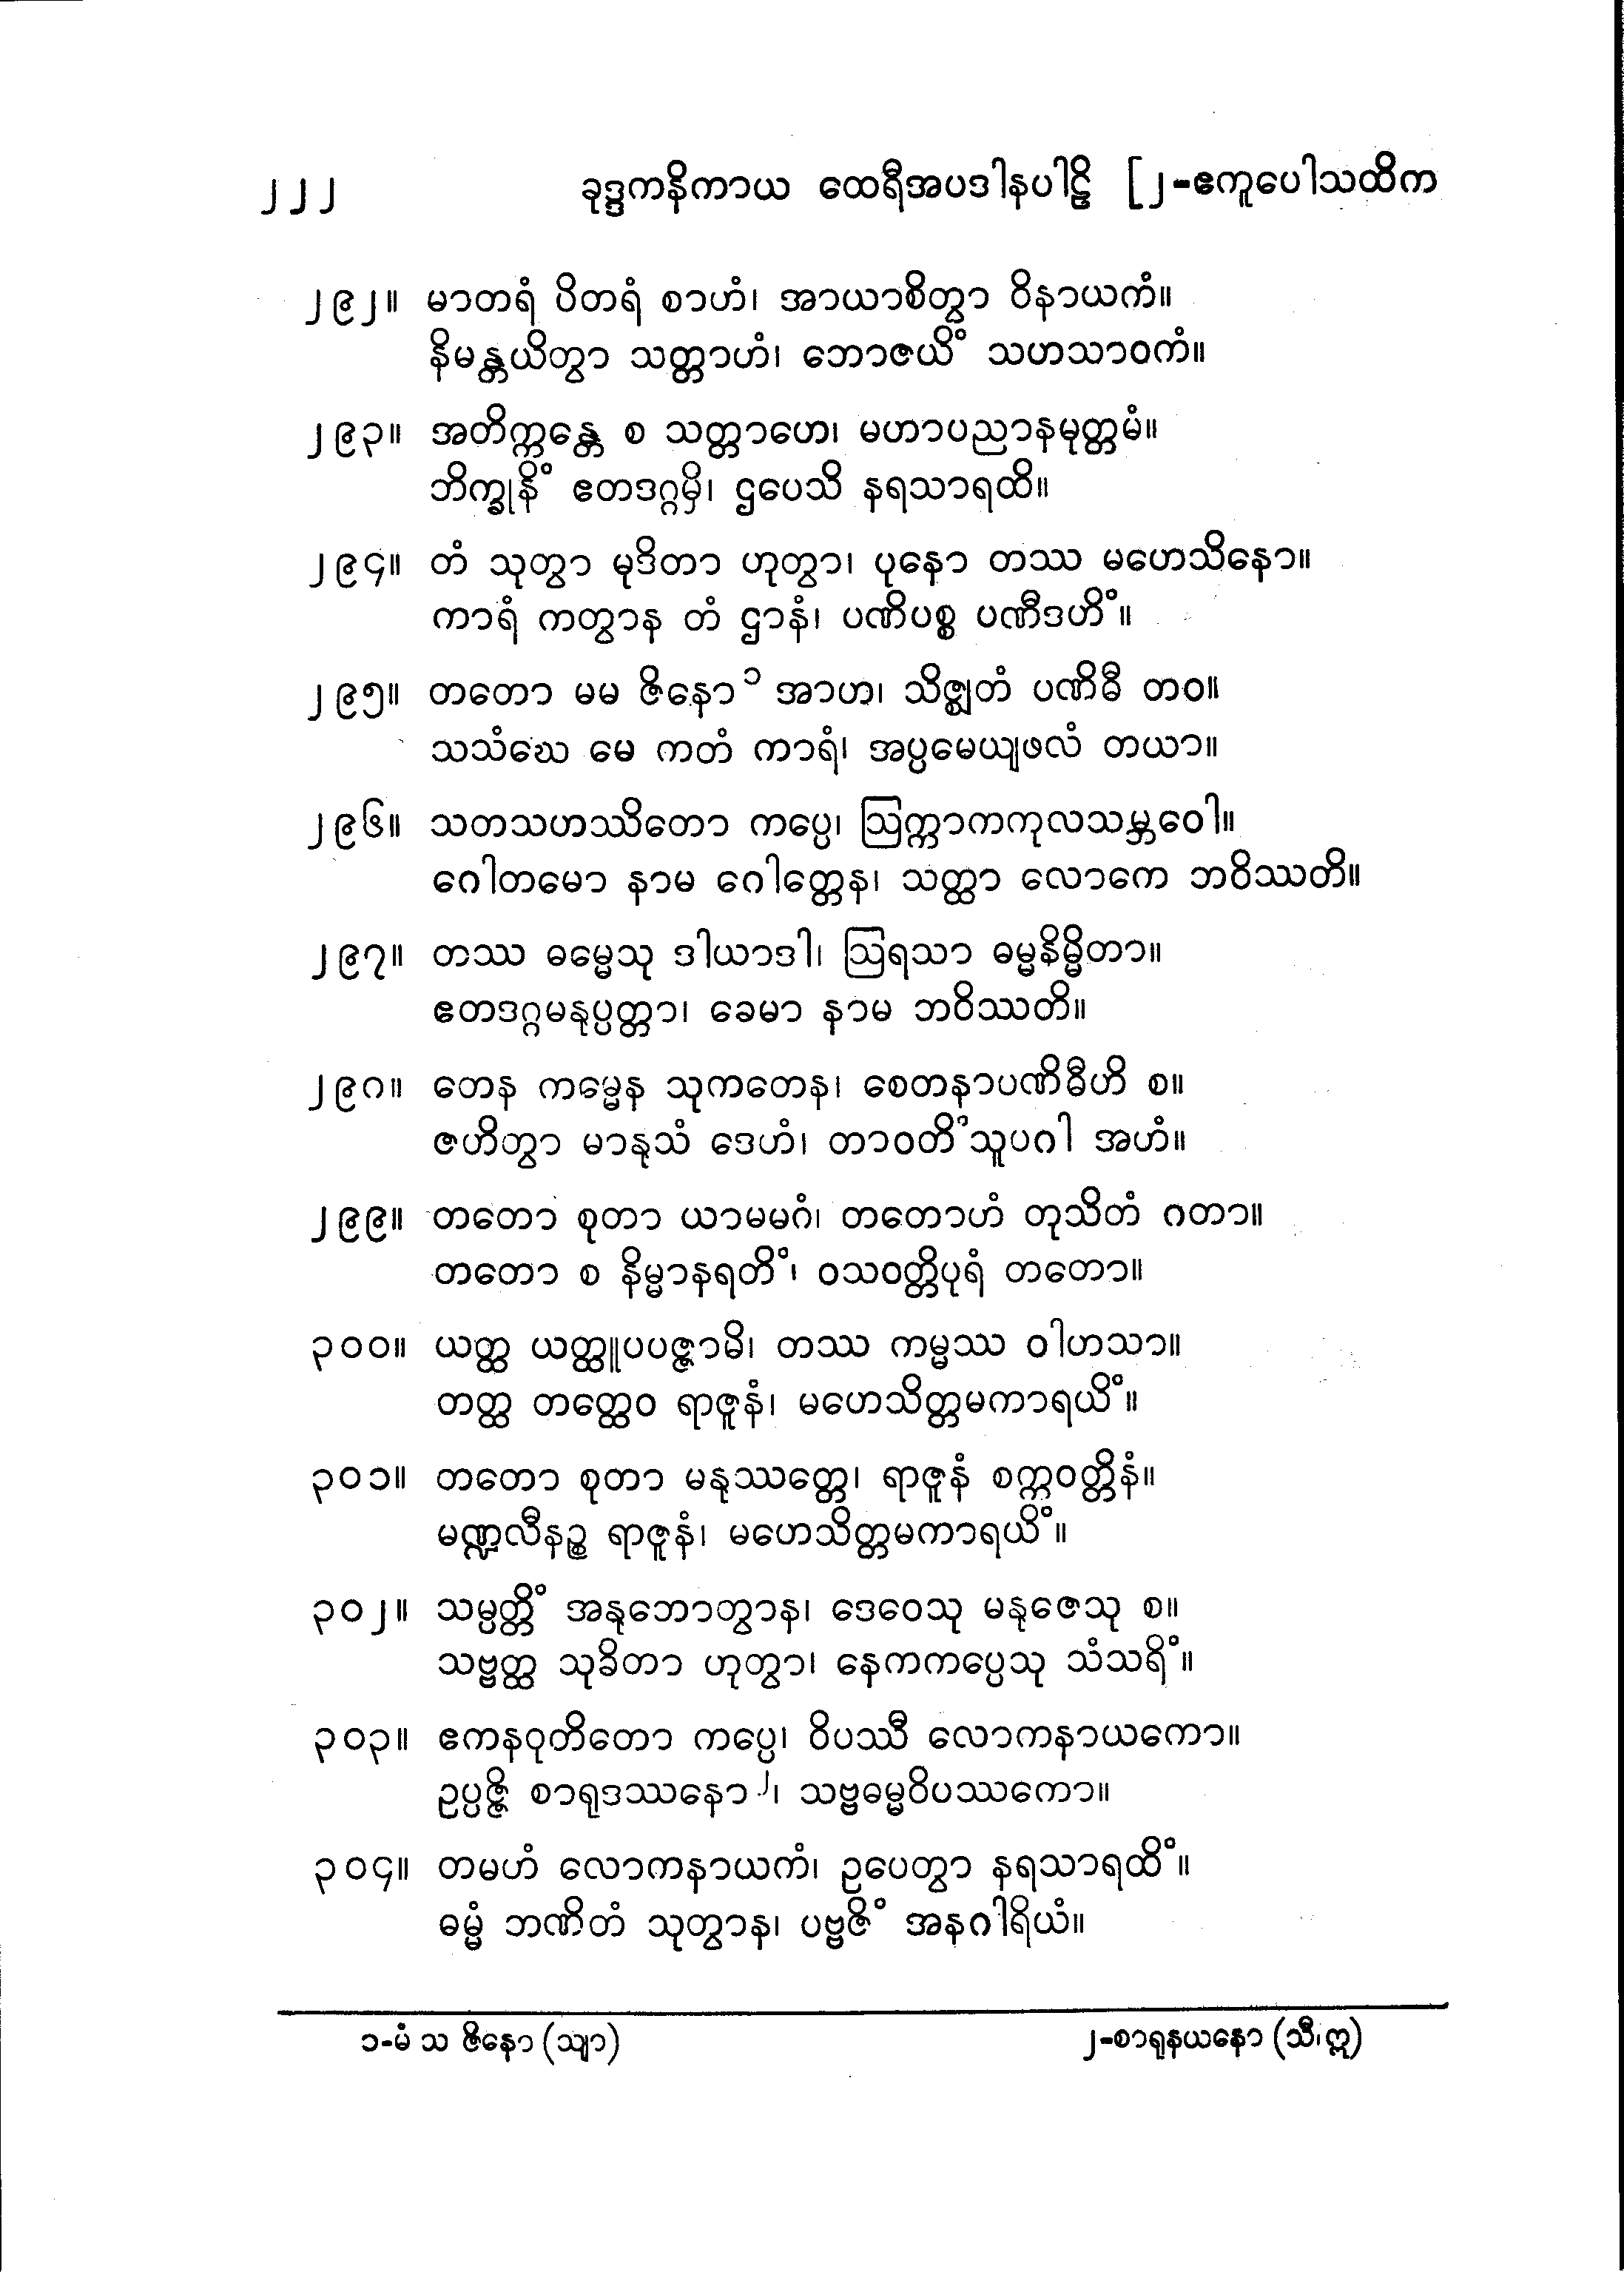 ၂၂၂ ခုဒ္ဒကနိကာယ ထေရီအပဒါနပါဠိ [၂-ဧကူပေါသထိက
၂၉၂။ မာတရံ ပိတရံ စာဟံ၊ အာယာစိတွာ ဝိနာယကံ။
နိမန္တယိတွာ သတ္တာဟံ၊ ဘောဇယိံ သဟသာဝကံ။
၂၉၃။ အတိက္ကန္တေ စ သတ္တာဟေ၊ မဟာပညာနမုတ္တမံ။
ဘိက္ခုနိံ ဧတဒဂ္ဂမှိ၊ ဌပေသိ နရသာရထိ။
၂၉၄။ တံ သုတွာ မုဒိတာ ဟုတွာ၊ ပုနော တဿ မဟေသိနော။
ကာရံ ကတွာန တံ ဌာနံ၊ ပဏိပစ္စ ပဏီဒဟိံ။
၂၉၅။ တတော မမ ဇိနော ၁ အာဟ၊ သိဇ္ဈတံ ပဏိဓီ တဝ။
သသံဃေ မေ ကတံ ကာရံ၊ အပ္ပမေယျဖလံ တယာ။
၂၉၆။ သတသဟဿိတော ကပ္ပေ၊ ဩက္ကာကကုလသမ္ဘဝေါ။
ဂေါတမော နာမ ဂေါတ္တေန၊ သတ္ထာ လောကေ ဘဝိဿတိ။
၂၉၇။ တဿ ဓမ္မေသု ဒါယာဒါ၊ ဩရသာ ဓမ္မနိမ္မိတာ။
ဧတဒဂ္ဂမနုပ္ပတ္တာ၊ ခေမာ နာမ ဘဝိဿတိ။
၂၉၈။ တေန ကမ္မေန သုကတေန၊ စေတနာပဏိဓီဟိ စ။
ဇဟိတွာ မာနုသံ ဒေဟံ၊ တာဝတိံသူပဂါ အဟံ။
၂၉၉။ တတော စုတာ ယာမမဂံ၊ တတောဟံ တုသိတံ ဂတာ။
တတော စ နိမ္မာနရတိံ၊ ဝသဝတ္တိပုရံ တတော။
၃၀၀။ ယတ္ထ ယတ္ထူပပဇ္ဇာမိ၊ တဿ ကမ္မဿ ဝါဟသာ။
တတ္ထ တတ္ထေဝ ရာဇူနံ၊ မဟေသိတ္တမကာရယိံ။
၃၀၁။ တတော စုတာ မနုဿတ္တေ၊ ရာဇူနံ စက္ကဝတ္တိနံ။
မဏ္ဍလီနဉ္စ ရာဇူနံ၊ မဟေသိတ္တမကာရယိံ။
၃၀၂။ သမ္ပတ္တိံ အနုဘောတွာန၊ ဒေဝေသု မနုဇေသု စ။
သဗ္ဗတ္ထ သုခိတာ ဟုတွာ၊ နေကကပ္ပေသု သံသရိံ။
၃၀၃။ ဧကနဝုတိတော ကပ္ပေ၊ ဝိပဿီ လောကနာယကော။
ဥပ္ပဇ္ဇိ စာရုဒဿနော ၂၊ သဗ္ဗဓမ္မဝိပဿကော။
၃၀၄။ တမဟံ လောကနာယကံ၊ ဥပေတွာ နရသာရထိံ။
ဓမ္မံ ဘဏိတံ သုတွာန၊ ပဗ္ဗဇိံ အနဂါရိယံ။
၁-မံ သ ဇိနော (သျာ) ၂-စာရုနယနော (သီ၊ဣ)